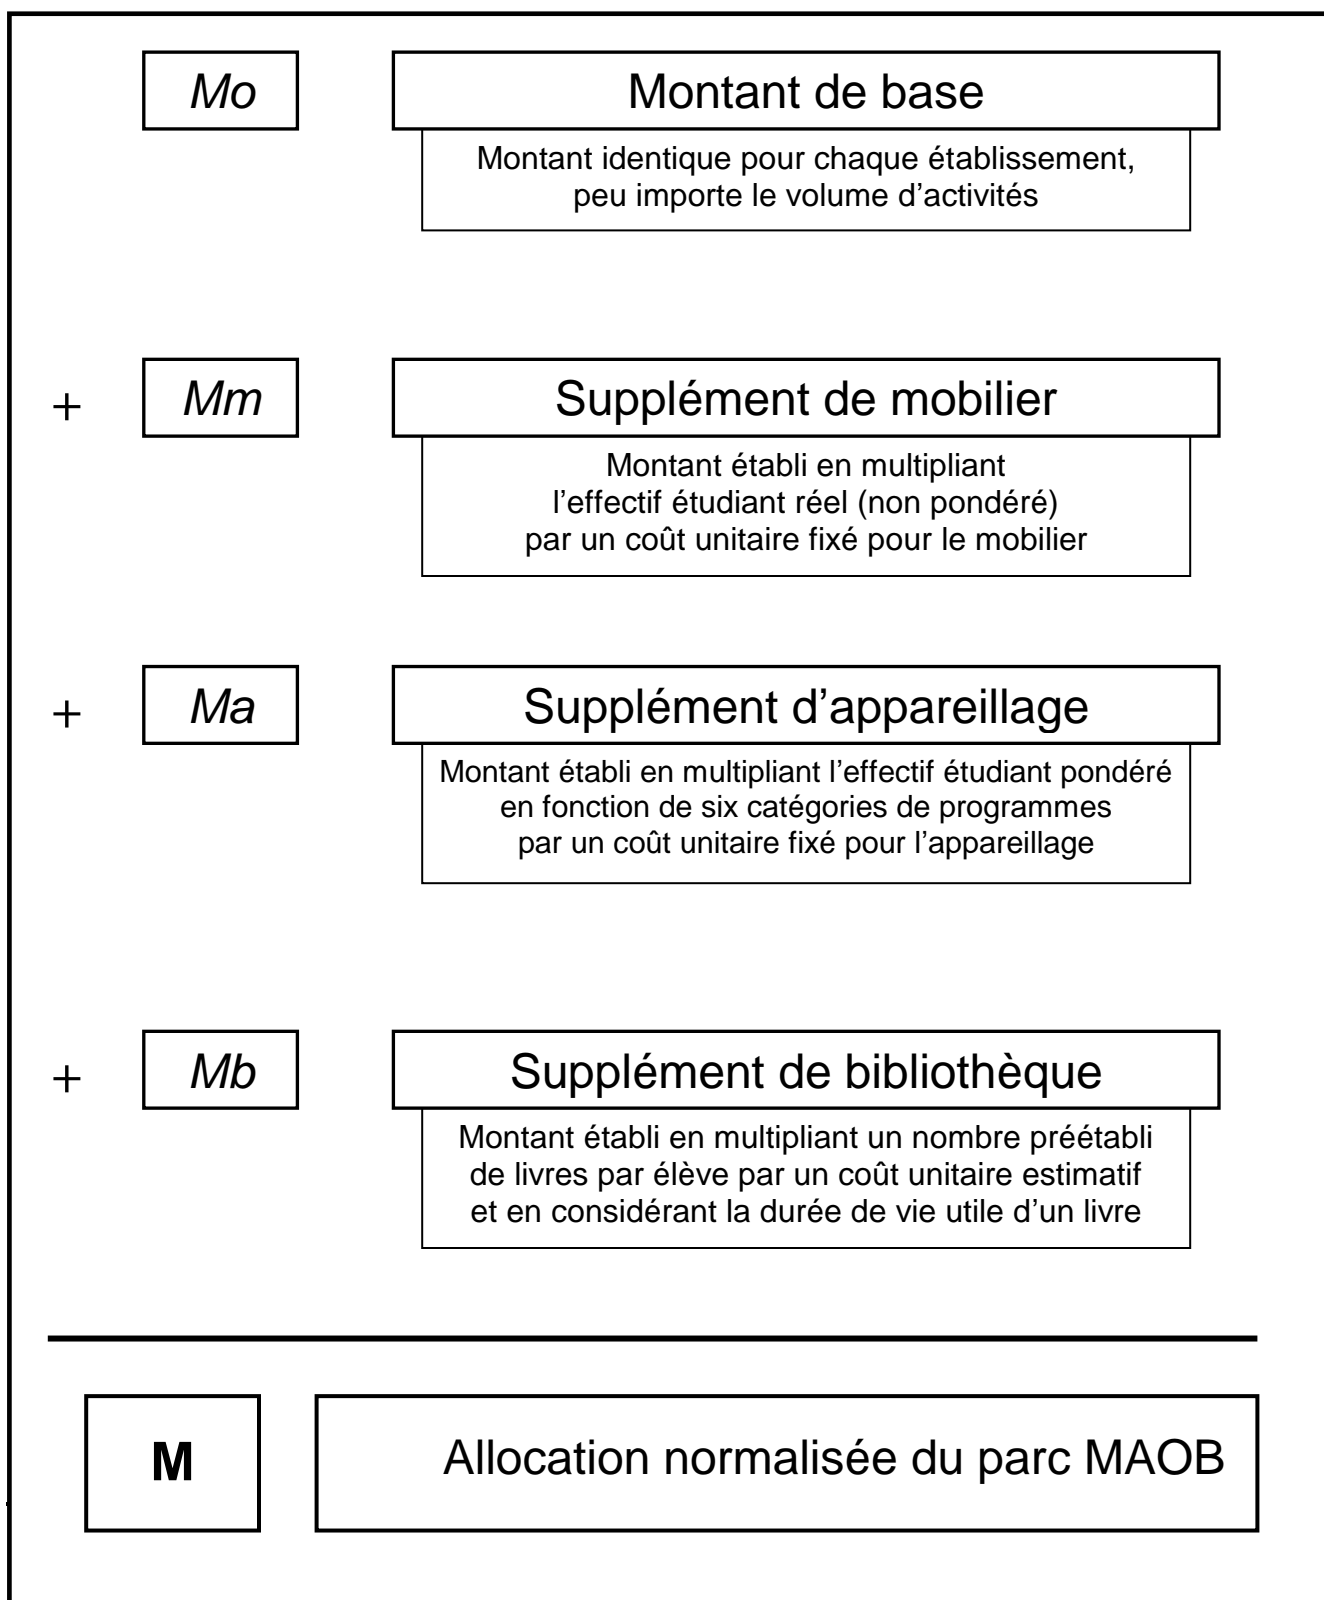 Mo Montant de base
Montant identique pour chaque établissement,
peu importe le volume d’activités
+ Mm Supplément de mobilier
Montant établi en multipliant
l’effectif étudiant réel (non pondéré)
par un coût unitaire fixé pour le mobilier
+ Ma Supplément d’appareillage
Montant établi en multipliant l’effectif étudiant pondéré
en fonction de six catégories de programmes
par un coût unitaire fixé pour l’appareillage
+ Mb Supplément de bibliothèque
Montant établi en multipliant un nombre préétabli
de livres par élève par un coût unitaire estimatif
et en considérant la durée de vie utile d’un livre
M Allocation normalisée du parc MAOB